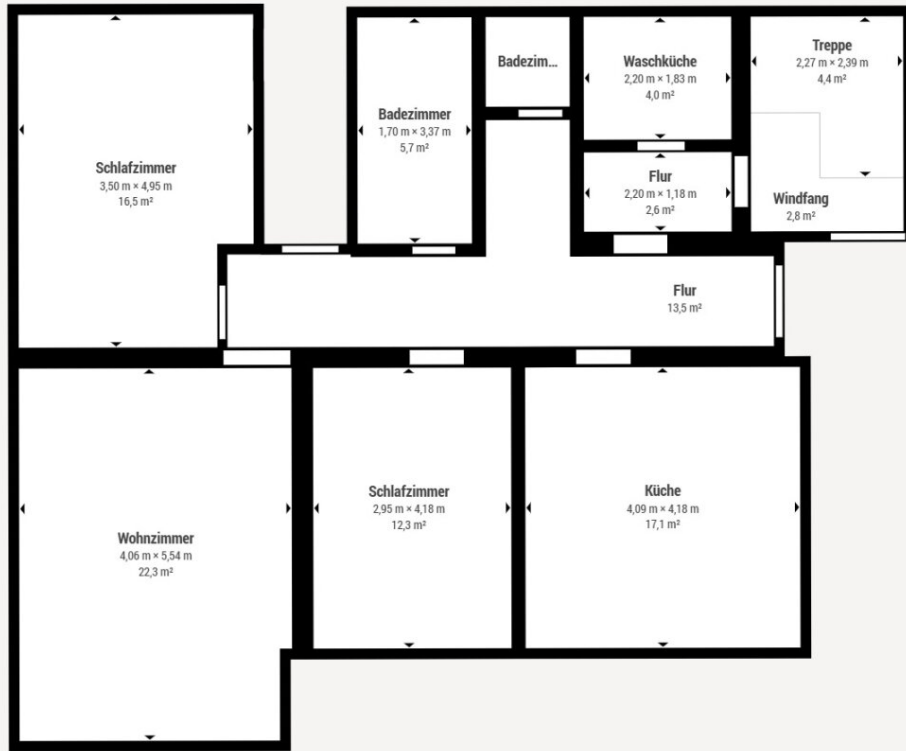 Schlafzimmer
3,50 m × 4,95 m
16,5 m²
Badezimmer
1,70 m × 3,37 m
5,7 m²
Badezim...
Waschküche
2,20 m × 1,83 m
4,0 m²
Treppe
2,27 m × 2,39 m
4,4 m²
Flur
2,20 m × 1,18 m
2,6 m²
Windfang
2,8 m²
Flur
13,5 m²
Wohnzimmer
4,06 m × 5,54 m
22,3 m²
Schlafzimmer
2,95 m × 4,18 m
12,3 m²
Küche
4,09 m × 4,18 m
17,1 m²